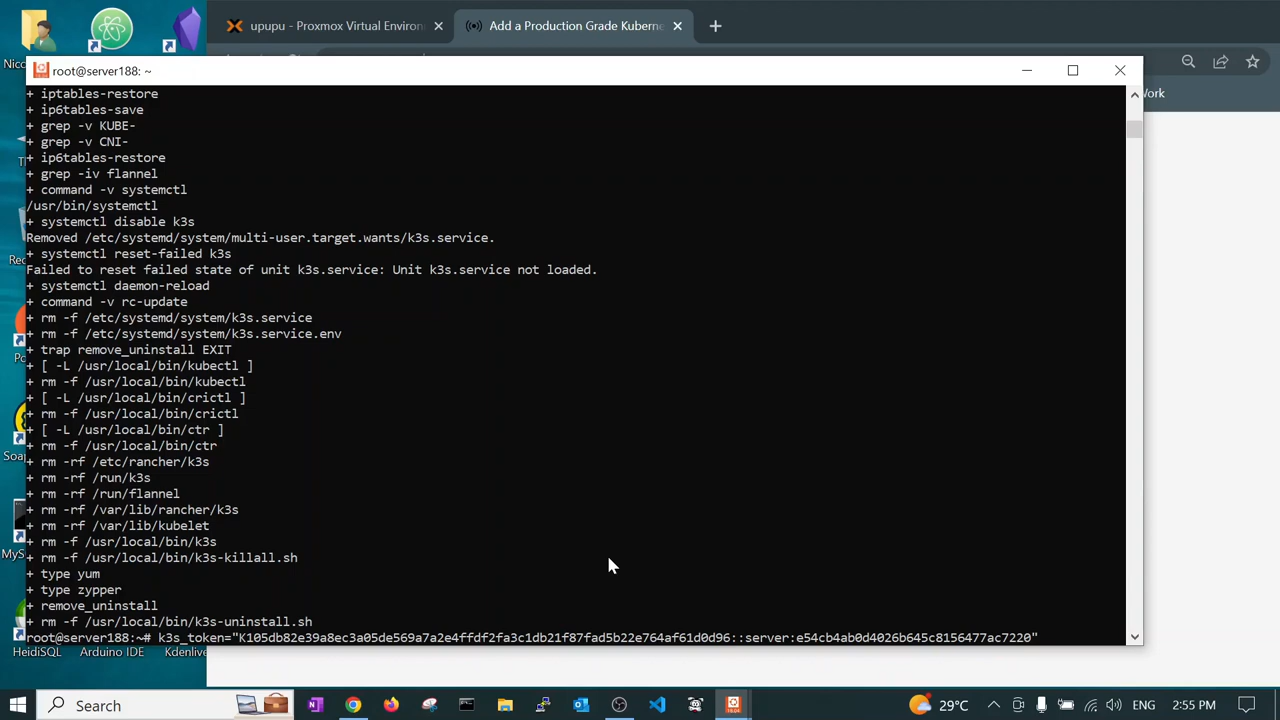 upupu - Proxmox Virtual Environ
Add a Production Grade Kuberne
Nicc
root@server188: ~
Work
+ iptables-restore
+ ip6tables-save
+ grep -v KUBE-
+ grep -v CNI-
+ ip6tables-restore
+ grep -iv flannel
+ command -v systemctl
/usr/bin/systemctl
+ systemctl disable k3s
Removed /etc/systemd/system/multi-user.target.wants/k3s.service.
+ systemctl reset-failed k3s
Failed to reset failed state of unit k3s.service: Unit k3s.service not loaded.
+ systemctl daemon-reload
+ command -v rc-update
+ rm -f /etc/systemd/system/k3s.service
+ rm -f /etc/systemd/system/k3s.service.env
+ trap remove_uninstall EXIT
+ [ -L /usr/local/bin/kubectl ]
+ rm -f /usr/local/bin/kubectl
+ [ -L /usr/local/bin/crictl ]
+ rm -f /usr/local/bin/crictl
+ [ -L /usr/local/bin/ctr ]
+ rm -f /usr/local/bin/ctr
+ rm -rf /etc/rancher/k3s
+ rm -rf /run/k3s
+ rm -rf /run/flannel
+ rm -rf /var/lib/rancher/k3s
+ rm -rf /var/lib/kubelet
+ rm -f /usr/local/bin/k3s
+ rm -f /usr/local/bin/k3s-killall.sh
+ type yum
+ type zypper
+ remove_uninstall
+ rm -f /usr/local/bin/k3s-uninstall.sh
root@server188:~# k3s_token="K105db82e39a8ec3a05de569a7a2e4ffdf2fa3c1db21f87fad5b22e764af61d0d96::server:e54cb4ab0d4026b645c8156477ac7220"
Th
Rec
Po
Soap
MyS
HeidiSQL
Arduino IDE
Kdenlive
Search
29°C
ENG
2:55 PM